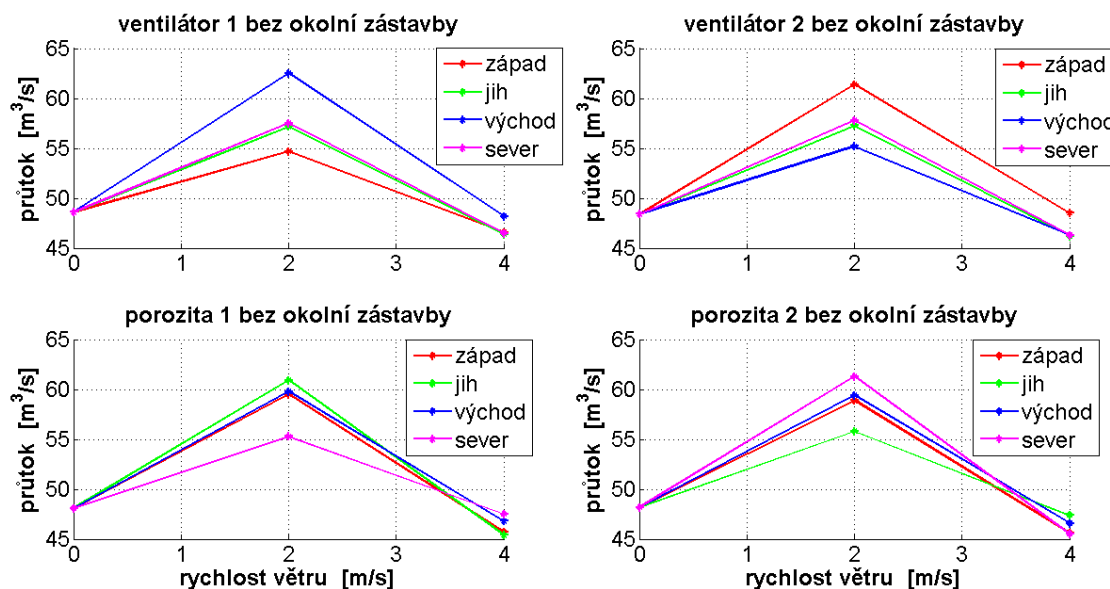 ventilátor 1 bez okolní zástavby
65
60
55
50
45
průtok [m³/s]
0 1 2 3 4
západ
jih
východ
sever
ventilátor 2 bez okolní zástavby
65
60
55
50
45
průtok [m³/s]
0 1 2 3 4
západ
jih
východ
sever
porozita 1 bez okolní zástavby
65
60
55
50
45
průtok [m³/s]
0 1 2 3 4
rychlost větru [m/s]
západ
jih
východ
sever
porozita 2 bez okolní zástavby
65
60
55
50
45
průtok [m³/s]
0 1 2 3 4
rychlost větru [m/s]
západ
jih
východ
sever